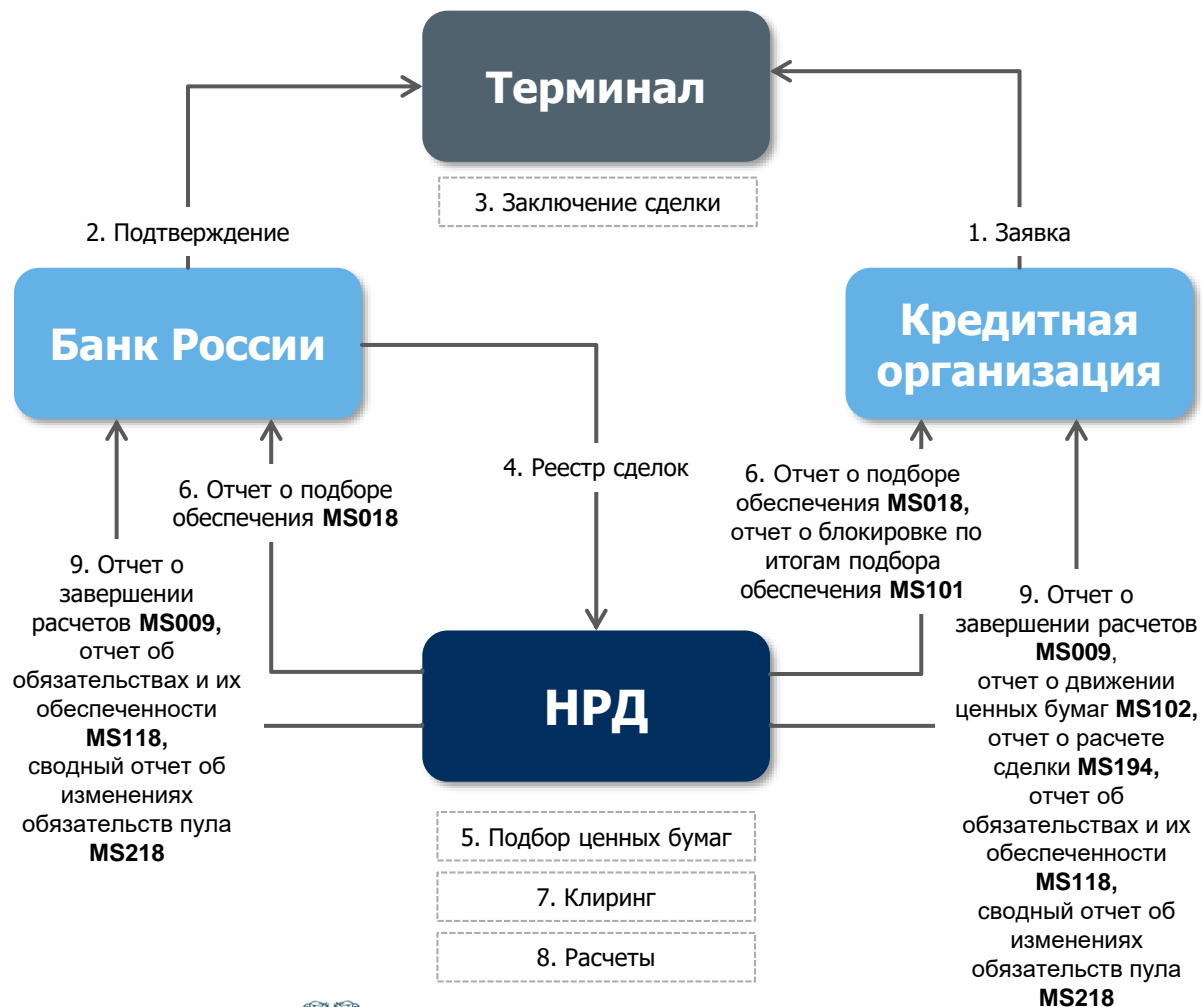 Терминал
3. Заключение сделки
2. Подтверждение
1. Заявка
Банк России
Кредитная
организация
4. Реестр сделок
6. Отчет о подборе
обеспечения MS018
6. Отчет о подборе
обеспечения MS018,
отчет о блокировке по
итогам подбора
обеспечения MS101
9. Отчет о
завершении
расчетов MS009,
отчет об
обязательствах и их
обеспеченности
MS118,
сводный отчет об
изменениях
обязательств пула
MS218
9. Отчет о
завершении расчетов
MS009,
отчет о движении
ценных бумаг MS102,
отчет о расчете
сделки MS194,
отчет об
обязательствах и их
обеспеченности
MS118,
сводный отчет об
изменениях
обязательств пула
MS218
НРД
5. Подбор ценных бумаг
7. Клиринг
8. Расчеты